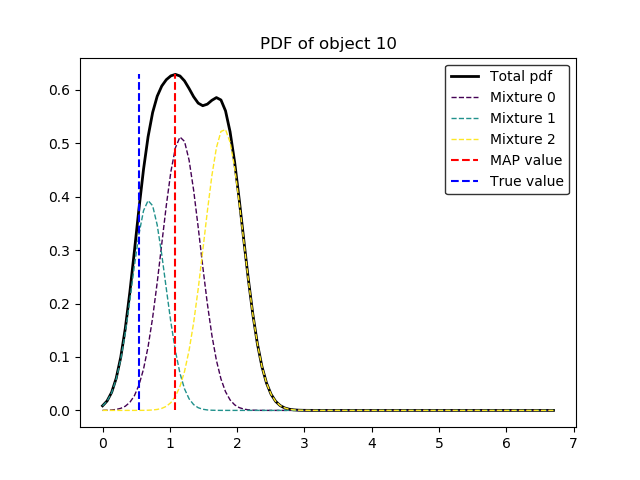 PDF of object 10
Total pdf
Mixture 0
Mixture 1
Mixture 2
MAP value
True value
0.6
0.5
0.4
0.3
0.2
0.1
0.0
0 1 2 3 4 5 6 7